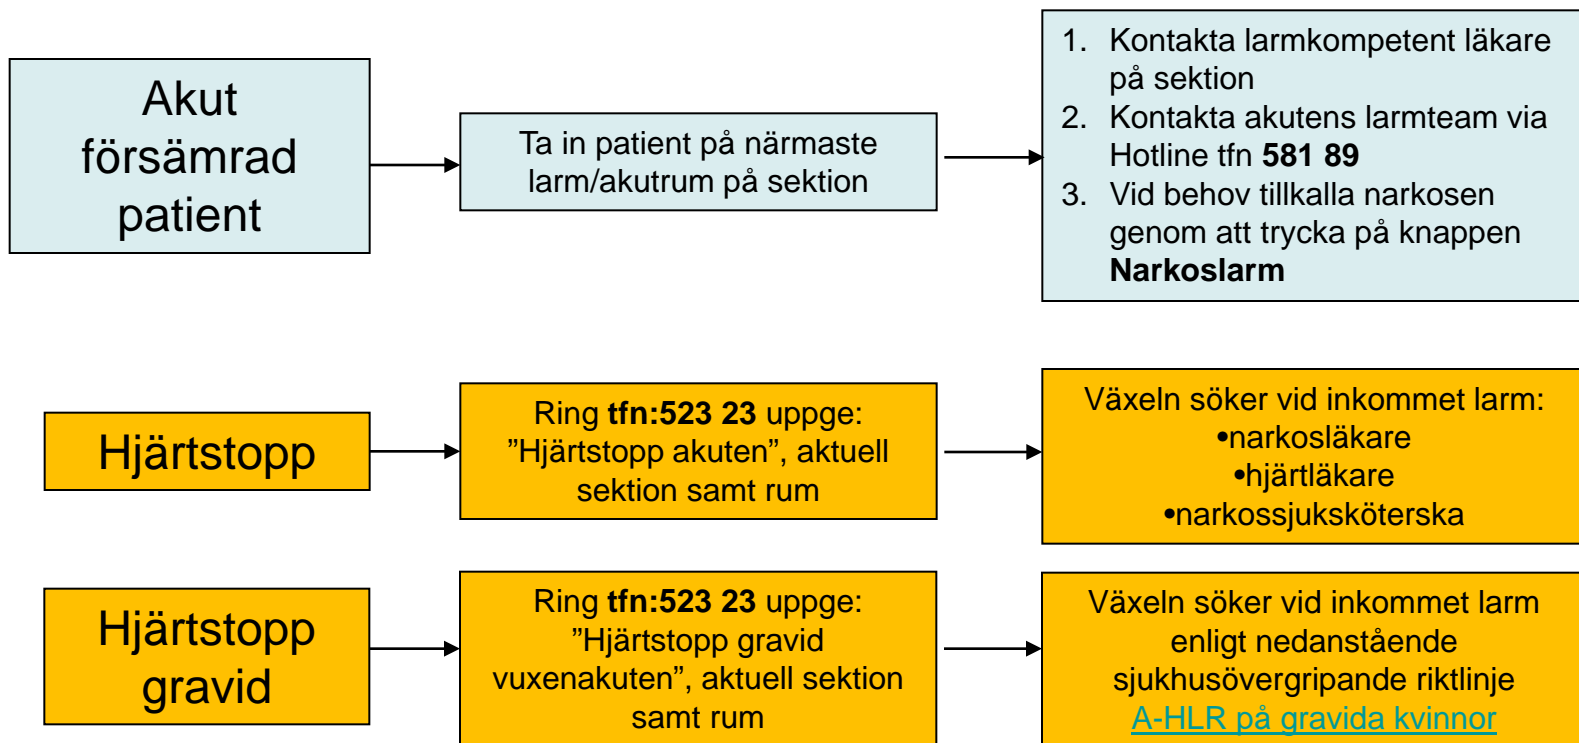 Akut
försämrad
patient
Ta in patient på närmaste
larm/akutrum på sektion
1. Kontakta larmkompetent läkare
på sektion
2. Kontakta akutens larmteam via
Hotline tfn 581 89
3. Vid behov tillkalla narkosen
genom att trycka på knappen
Narkoslarm
Hjärtstopp
Ring tfn:523 23 uppge:
”Hjärtstopp akuten”, aktuell
sektion samt rum
Växeln söker vid inkommet larm:
•narkosläkare
•hjärtläkare
•narkossjuksköterska
Hjärtstopp
gravid
Ring tfn:523 23 uppge:
”Hjärtstopp gravid
vuxenakuten”, aktuell sektion
samt rum
Växeln söker vid inkommet larm
enligt nedanstående
sjukhusövergripande riktlinje
A-HLR på gravida kvinnor